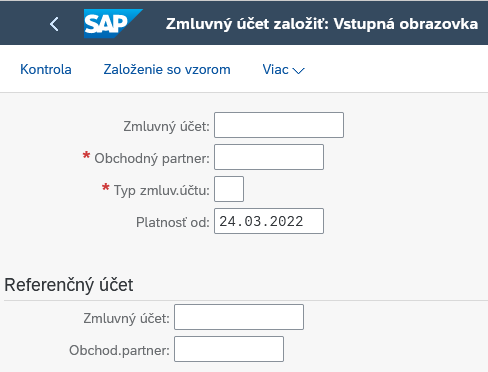 SAP Zmluvný účet založiť: Vstupná obrazovka
Kontrola Založenie so vzorom Viac
Zmluvný účet:
* Obchodný partner:
* Typ zmluv.účtu:
Platnosť od: 24.03.2022
Referenčný účet
Zmluvný účet:
Obchod.partner: